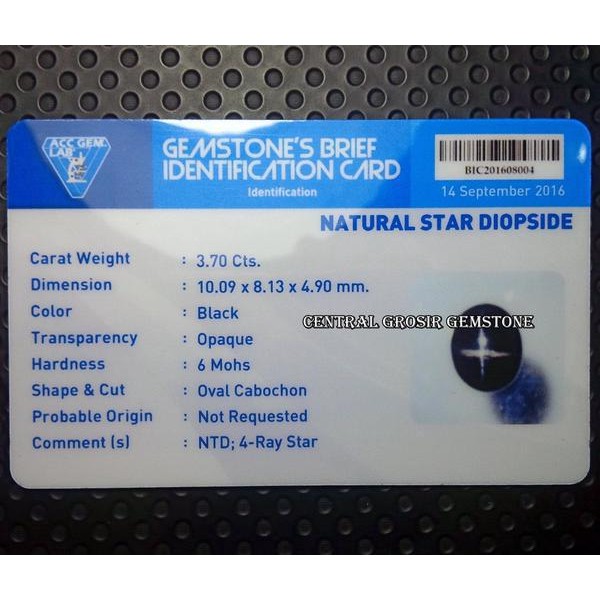 ACC GEM.
LAB
GEMSTONE'S BRIEF
IDENTIFICATION CARD
Identification
BIC201608004
14 September 2016
NATURAL STAR DIOPSIDE
Carat Weight : 3.70 Cts.
Dimension : 10.09 x 8.13 x 4.90 mm.
Color : Black
Transparency : Opaque
Hardness : 6 Mohs
Shape & Cut : Oval Cabochon
Probable Origin : Not Requested
Comment (s) : NTD; 4-Ray Star
CENTRAL GROSIR GEMSTONE